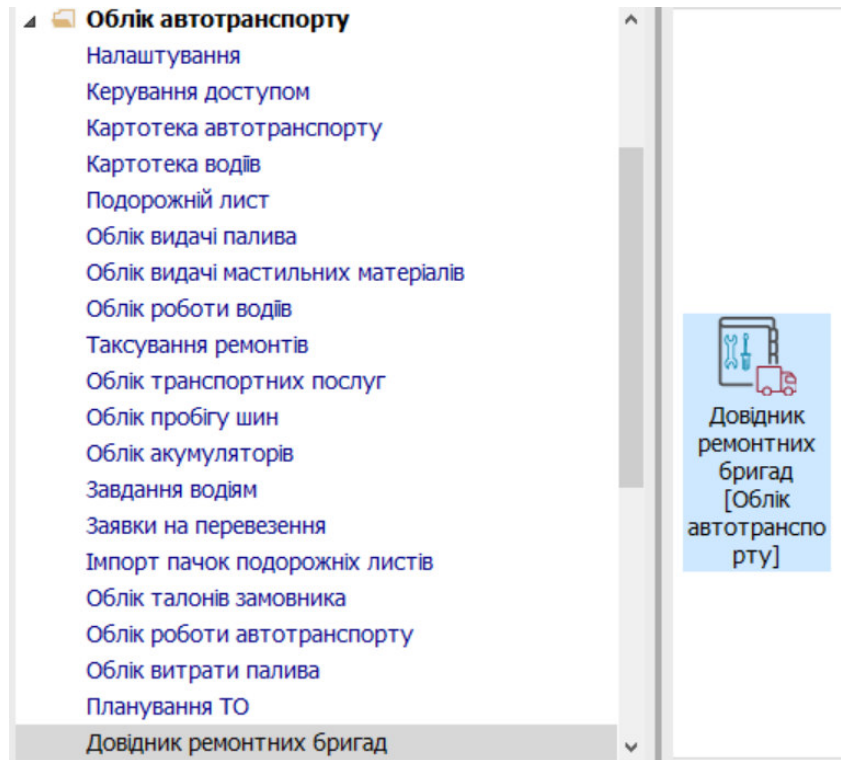 Облік автотранспорту
Налаштування
Керування доступом
Картотека автотранспорту
Картотека водіїв
Подорожній лист
Облік видачі палива
Облік видачі мастильних матеріалів
Облік роботи водіїв
Таксування ремонтів
Облік транспортних послуг
Облік пробігу шин
Облік акумуляторів
Завдання водіям
Заявки на перевезення
Імпорт пачок подорожніх листів
Облік талонів замовника
Облік роботи автотранспорту
Облік витрати палива
Планування ТО
Довідник ремонтних бригад
Довідник
ремонтних
бригад
[Облік
автотранспо
рту]